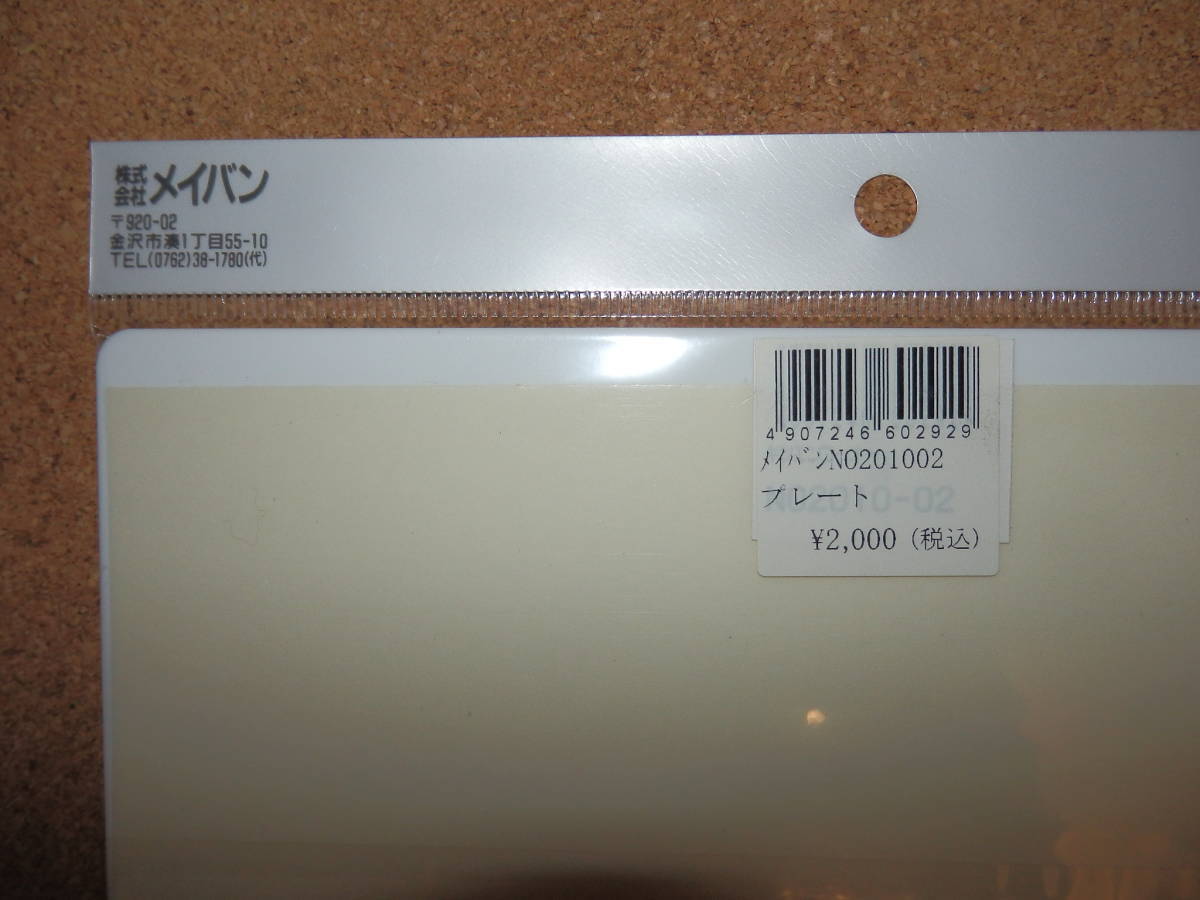 株式会社メイバン
〒920-02
金沢市湊1丁目55-10
TEL(0762)38-1780(代)
4 907246 602929
ﾒｲﾊﾞﾝNO201002
プレート
¥2,000 (税込)